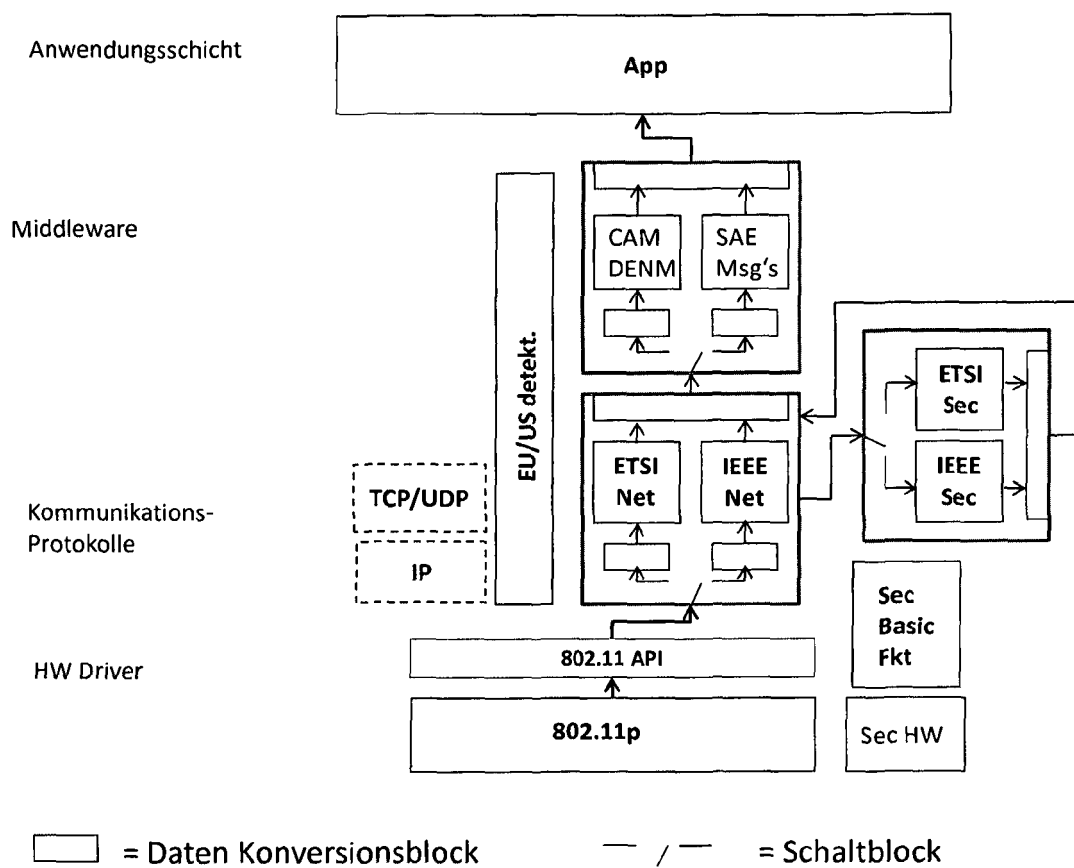 Anwendungsschicht
App
Middleware
CAM
DENM
SAE
Msg's
EU/US detekt.
ETSI
Sec
IEEE
Sec
ETSI
Net
IEEE
Net
TCP/UDP
IP
Kommunikations-
Protokolle
Sec
Basic
Fkt
HW Driver
802.11 API
802.11p
Sec HW
= Daten Konversionsblock
= Schaltblock